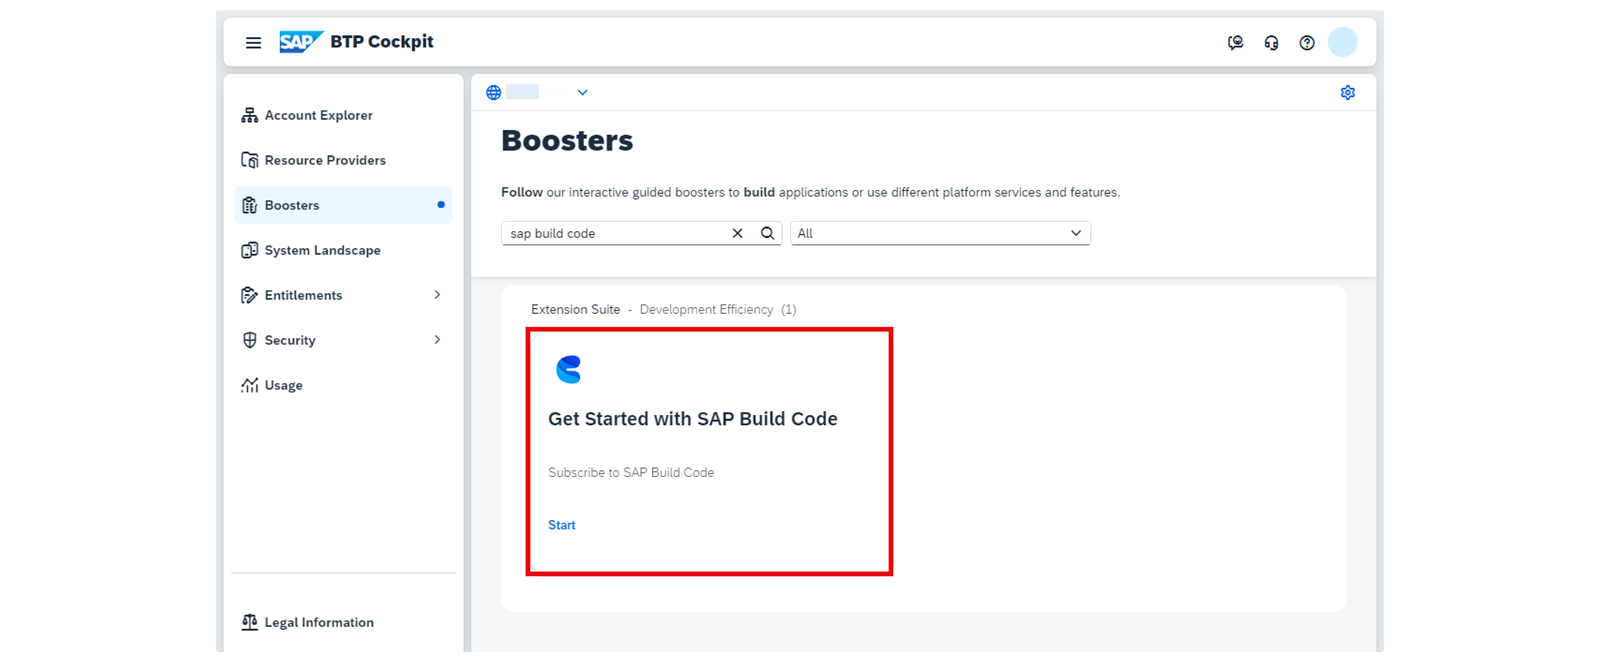 SAP BTP Cockpit
Account Explorer
Resource Providers
Boosters
System Landscape
Entitlements
Security
Usage
Legal Information
Boosters
Follow our interactive guided boosters to build applications or use different platform services and features.
sap build code
All
Extension Suite - Development Efficiency (1)
Get Started with SAP Build Code
Subscribe to SAP Build Code
Start